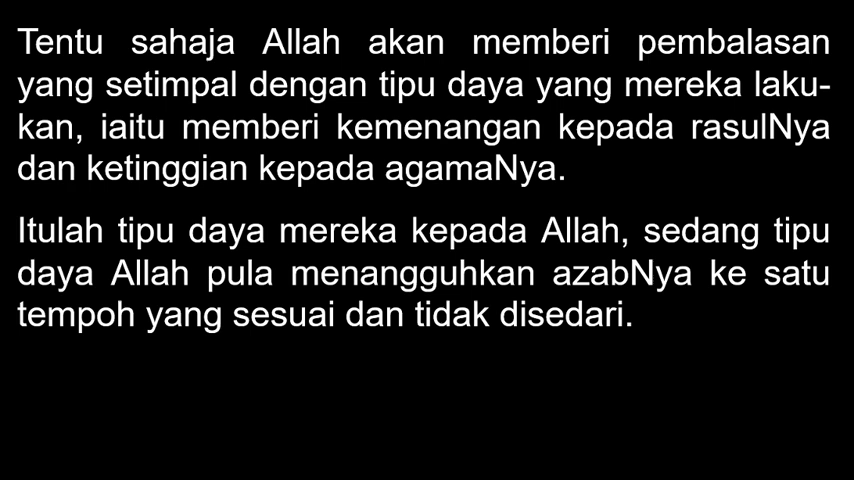 Tentu sahaja Allah akan memberi pembalasan
yang setimpal dengan tipu daya yang mereka laku-
kan, iaitu memberi kemenangan kepada rasulNya
dan ketinggian kepada agamaNya.
Itulah tipu daya mereka kepada Allah, sedang tipu
daya Allah pula menangguhkan azabNya ke satu
tempoh yang sesuai dan tidak disedari.